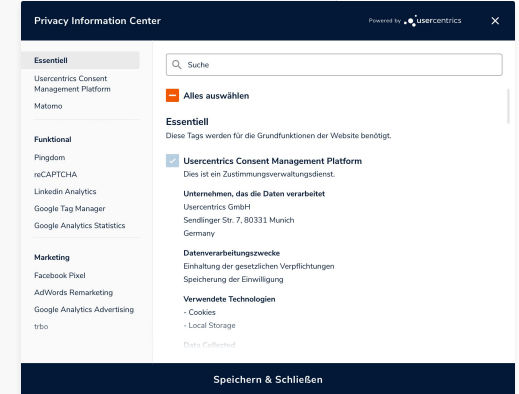 Privacy Information Center
Powered by usercentrics
Essentiell
Usercentrics Consent
Management Platform
Matomo
Funktional
Pingdom
reCAPTCHA
Linkedin Analytics
Google Tag Manager
Google Analytics Statistics
Marketing
Facebook Pixel
AdWords Remarketing
Google Analytics Advertising
trbo
Suche
Alles auswählen
Essentiell
Diese Tags werden für die Grundfunktionen der Website benötigt.
Usercentrics Consent Management Platform
Dies ist ein Zustimmungsverwaltungsdienst.
Unternehmen, das die Daten verarbeitet
Usercentrics GmbH
Sendlinger Str. 7, 80331 Munich
Germany
Datenverarbeitungszwecke
Einhaltung der gesetzlichen Verpflichtungen
Speicherung der Einwilligung
Verwendete Technologien
- Cookies
- Local Storage
Data Collected
Speichern & Schließen